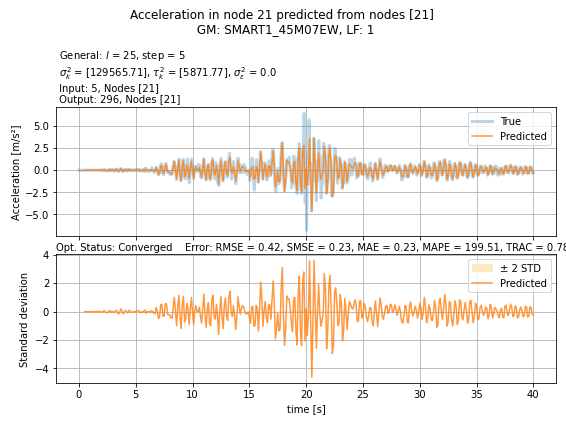 Acceleration in node 21 predicted from nodes [21]
GM: SMART1_45M07EW, LF: 1
General: l = 25, step = 5
σ²ₖ = [129565.71], τ²ₖ = [5871.77], σ²ε = 0.0
Input: 5, Nodes [21]
Output: 296, Nodes [21]
Acceleration [m/s²]
5.0
2.5
0.0
−2.5
−5.0
True
Predicted
Opt. Status: Converged Error: RMSE = 0.42, SMSE = 0.23, MAE = 0.23, MAPE = 199.51, TRAC = 0.78
Standard deviation
4
2
0
−2
−4
± 2 STD
Predicted
0 5 10 15 20 25 30 35 40
time [s]